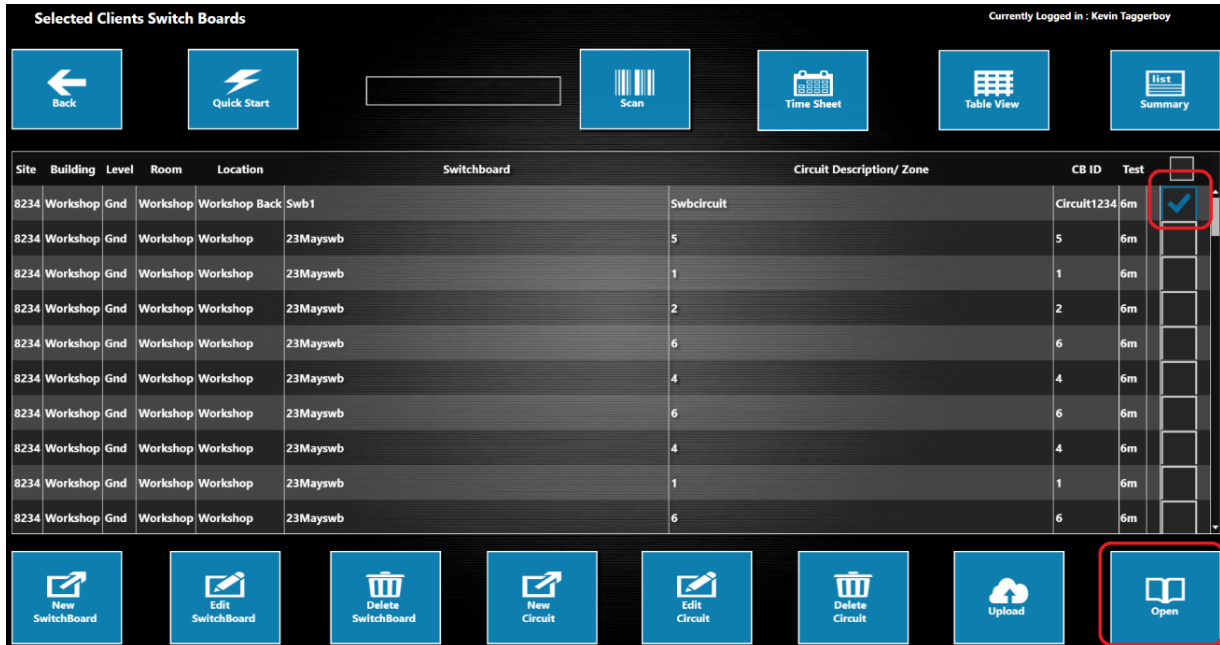 Selected Clients Switch Boards
Currently Logged in : Kevin Taggerboy
Back
Quick Start
Scan
Time Sheet
Table View
list
Summary
Site Building Level Room Location Switchboard Circuit Description/ Zone CB ID Test
8234 Workshop Gnd Workshop Workshop Back Swb1 Swbcircuit Circuit1234 6m
8234 Workshop Gnd Workshop Workshop 23Mayswb 5 5 6m
8234 Workshop Gnd Workshop Workshop 23Mayswb 1 1 6m
8234 Workshop Gnd Workshop Workshop 23Mayswb 2 2 6m
8234 Workshop Gnd Workshop Workshop 23Mayswb 6 6 6m
8234 Workshop Gnd Workshop Workshop 23Mayswb 4 4 6m
8234 Workshop Gnd Workshop Workshop 23Mayswb 6 6 6m
8234 Workshop Gnd Workshop Workshop 23Mayswb 4 4 6m
8234 Workshop Gnd Workshop Workshop 23Mayswb 1 1 6m
8234 Workshop Gnd Workshop Workshop 23Mayswb 6 6 6m
New
SwitchBoard
Edit
SwitchBoard
Delete
SwitchBoard
New
Circuit
Edit
Circuit
Delete
Circuit
Upload
Open